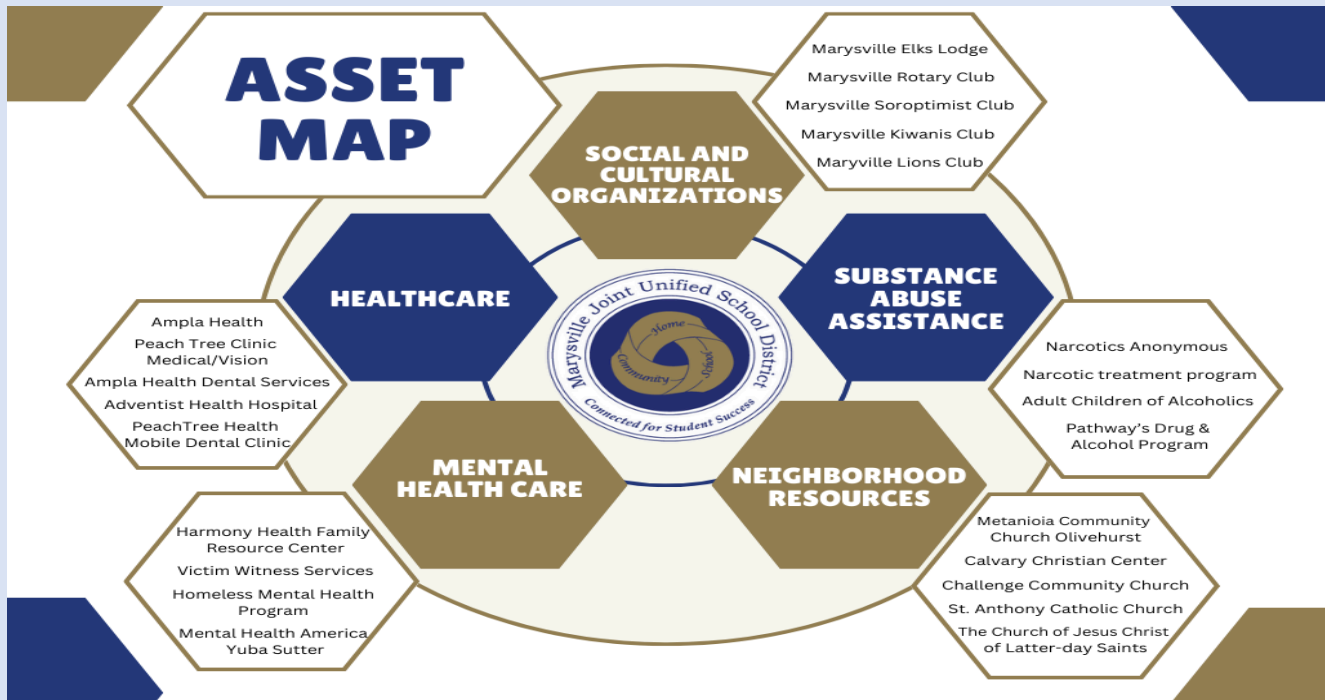 ASSET
MAP
SOCIAL AND
CULTURAL
ORGANIZATIONS
Marysville Elks Lodge
Marysville Rotary Club
Marysville Soroptimist Club
Marysville Kiwanis Club
Maryville Lions Club
HEALTHCARE
Ampla Health
Peach Tree Clinic
Medical/Vision
Ampla Health Dental Services
Adventist Health Hospital
PeachTree Health
Mobile Dental Clinic
SUBSTANCE
ABUSE
ASSISTANCE
Narcotics Anonymous
Narcotic treatment program
Adult Children of Alcoholics
Pathway's Drug &
Alcohol Program
Marysville Joint Unified School District
Home
Community
School
Connected for Student Success
MENTAL
HEALTH CARE
Harmony Health Family
Resource Center
Victim Witness Services
Homeless Mental Health
Program
Mental Health America
Yuba Sutter
NEIGHBORHOOD
RESOURCES
Metanioia Community
Church Olivehurst
Calvary Christian Center
Challenge Community Church
St. Anthony Catholic Church
The Church of Jesus Christ
of Latter-day Saints